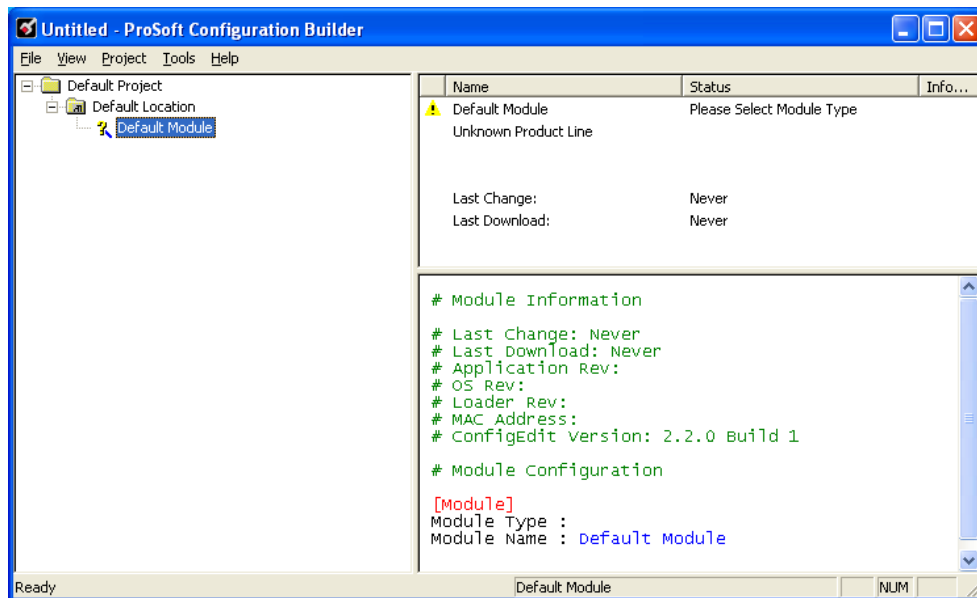 Untitled - ProSoft Configuration Builder
File View Project Tools Help
Default Project
Default Location
Default Module
Name Status Info...
Default Module Please Select Module Type
Unknown Product Line
Last Change: Never
Last Download: Never
# Module Information
# Last Change: Never
# Last Download: Never
# Application Rev:
# OS Rev:
# Loader Rev:
# MAC Address:
# ConfigEdit Version: 2.2.0 Build 1
# Module Configuration
[Module]
Module Type :
Module Name : Default Module
Ready Default Module NUM